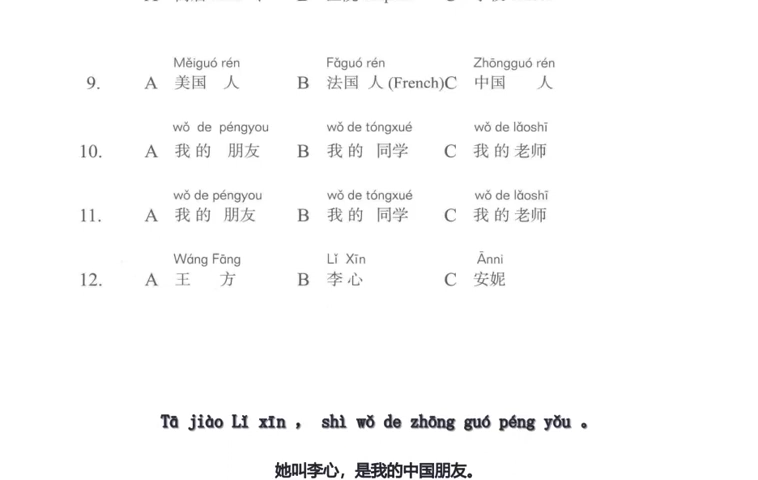 Měiguó rén Fǎguó rén Zhōngguó rén
9. A 美国 人 B 法国 人 (French)C 中国 人
wǒ de péngyou wǒ de tóngxué wǒ de lǎoshī
10. A 我 的 朋友 B 我 的 同学 C 我 的 老师
wǒ de péngyou wǒ de tóngxué wǒ de lǎoshī
11. A 我 的 朋友 B 我 的 同学 C 我 的 老师
Wáng Fāng Lǐ Xīn Ānni
12. A 王 方 B 李 心 C 安妮
Tā jiào Lǐ xīn ， shì wǒ de zhōng guó péng yǒu 。
她叫李心，是我的中国朋友。